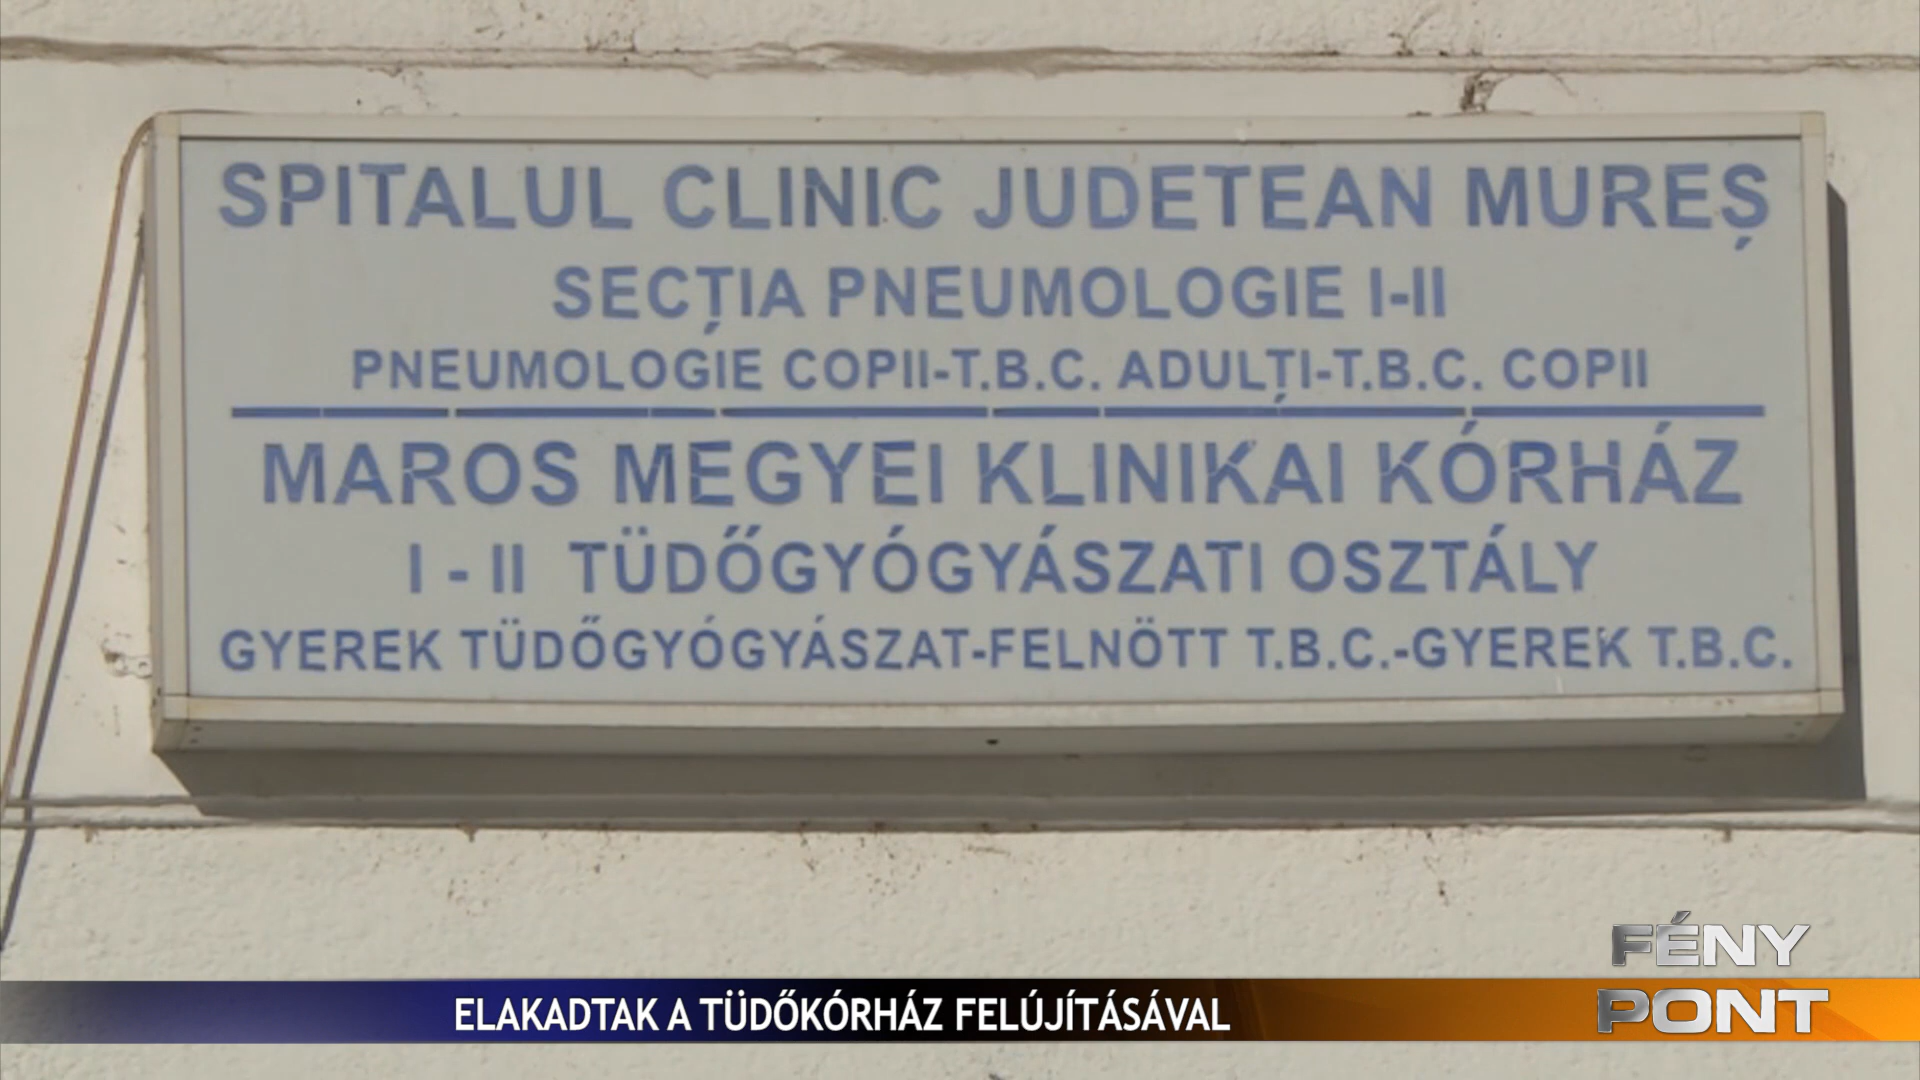 SPITALUL CLINIC JUDETEAN MUREȘ
SECȚIA PNEUMOLOGIE I-II
PNEUMOLOGIE COPII-T.B.C. ADULȚI-T.B.C. COPII
MAROS MEGYEI KLINIKAI KÓRHÁZ
I - II TÜDŐGYÓGYÁSZATI OSZTÁLY
GYEREK TÜDŐGYÓGYÁSZAT-FELNÖTT T.B.C.-GYEREK T.B.C.
ELAKADTAK A TÜDŐKÓRHÁZ FELÚJÍTÁSÁVAL
FÉNY
PONT